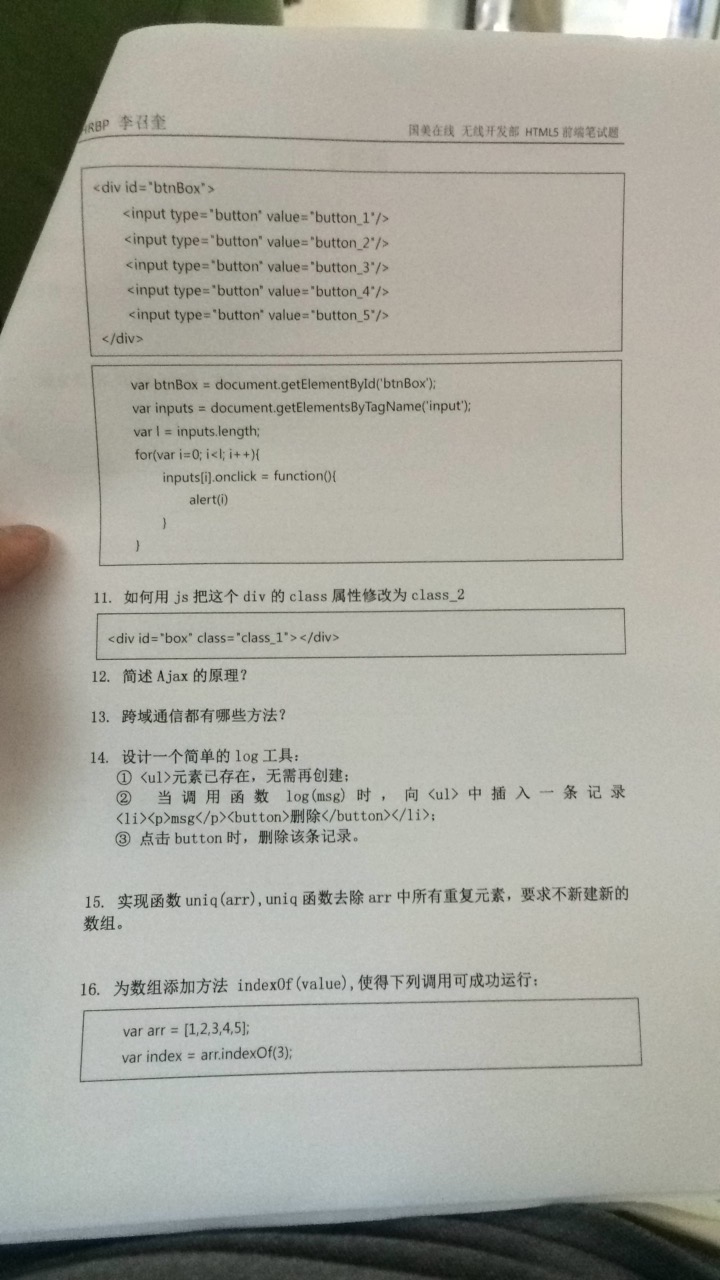 HRBP 李召奎
国美在线 无线开发部 HTML5 前端笔试题
<div id="btnBox">
<input type="button" value="button_1"/>
<input type="button" value="button_2"/>
<input type="button" value="button_3"/>
<input type="button" value="button_4"/>
<input type="button" value="button_5"/>
</div>
var btnBox = document.getElementById('btnBox');
var inputs = document.getElementsByTagName('input');
var l = inputs.length;
for(var i=0; i<l; i++){
inputs[i].onclick = function(){
alert(i)
}
}
11. 如何用 js 把这个 div 的 class 属性修改为 class_2
<div id="box" class="class_1"></div>
12. 简述 Ajax 的原理？
13. 跨域通信都有哪些方法？
14. 设计一个简单的 log 工具：
① <ul>元素已存在，无需再创建；
② 当调用函数 log(msg) 时，向 <ul> 中插入一条记录
<li><p>msg</p><button>删除</button></li>；
③ 点击 button 时，删除该条记录。
15. 实现函数 uniq(arr),uniq 函数去除 arr 中所有重复元素，要求不新建新的
数组。
16. 为数组添加方法 indexOf(value),使得下列调用可成功运行：
var arr = [1,2,3,4,5];
var index = arr.indexOf(3);